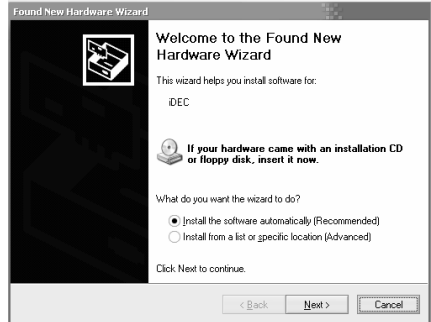 Found New Hardware Wizard
Welcome to the Found New
Hardware Wizard
This wizard helps you install software for:
iDEC
If your hardware came with an installation CD
or floppy disk, insert it now.
What do you want the wizard to do?
Install the software automatically (Recommended)
Install from a list or specific location (Advanced)
Click Next to continue.
< Back
Next >
Cancel